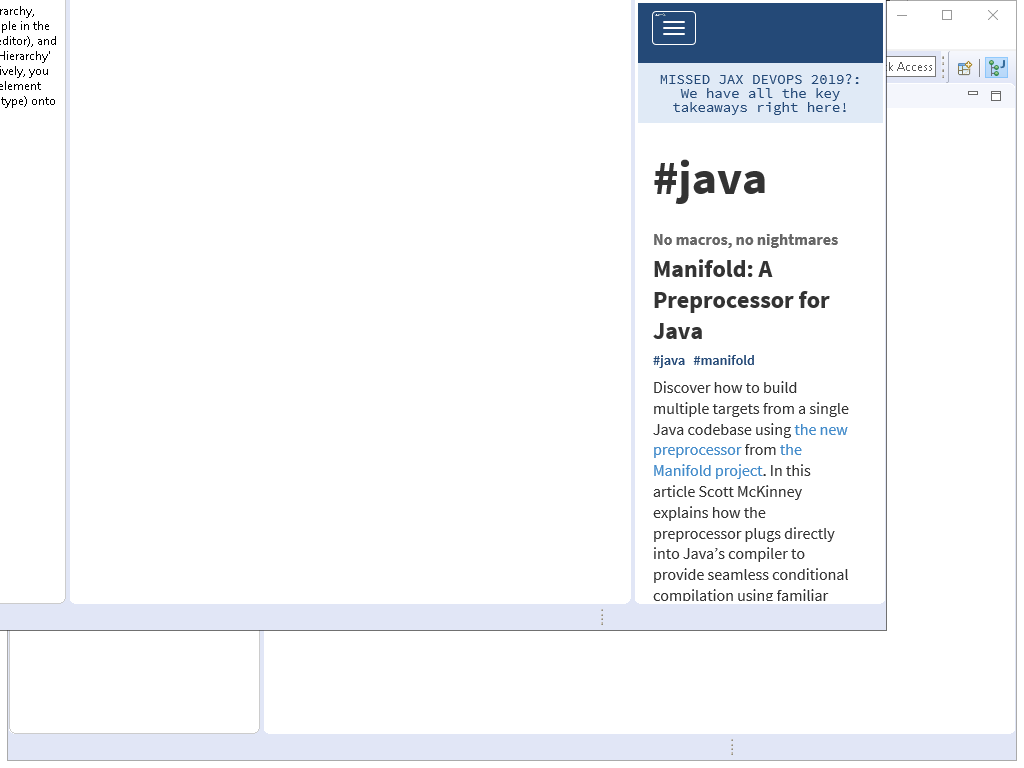 rarchy,
ple in the
editor), and
Hierarchy'
ively, you
element
type) onto
k Access
MISSED JAX DEVOPS 2019?:
We have all the key
takeaways right here!
#java
No macros, no nightmares
Manifold: A
Preprocessor for
Java
#java #manifold
Discover how to build
multiple targets from a single
Java codebase using the new
preprocessor from the
Manifold project. In this
article Scott McKinney
explains how the
preprocessor plugs directly
into Java's compiler to
provide seamless conditional
compilation using familiar